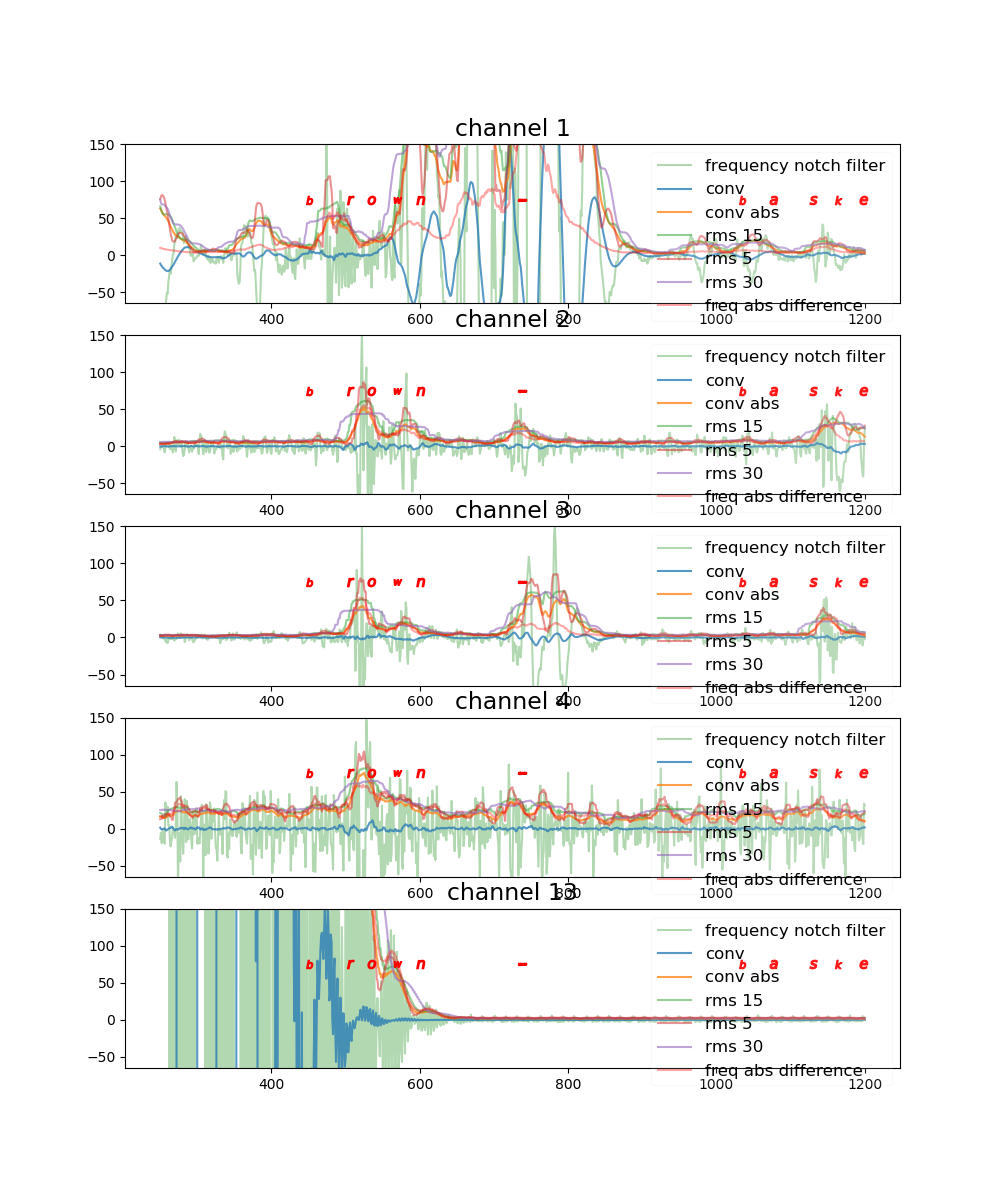 channel 1
150
100
50
0
−50
b r o w n − b a s k e
frequency notch filter
conv
conv abs
rms 15
rms 5
rms 30
freq abs difference
400 600 800 1000 1200
channel 2
150
100
50
0
−50
b r o w n − b a s k e
frequency notch filter
conv
conv abs
rms 15
rms 5
rms 30
freq abs difference
400 600 800 1000 1200
channel 3
150
100
50
0
−50
b r o w n − b a s k e
frequency notch filter
conv
conv abs
rms 15
rms 5
rms 30
freq abs difference
400 600 800 1000 1200
channel 4
150
100
50
0
−50
b r o w n − b a s k e
frequency notch filter
conv
conv abs
rms 15
rms 5
rms 30
freq abs difference
400 600 800 1000 1200
channel 13
150
100
50
0
−50
b r o w n − b a s k e
frequency notch filter
conv
conv abs
rms 15
rms 5
rms 30
freq abs difference
400 600 800 1000 1200